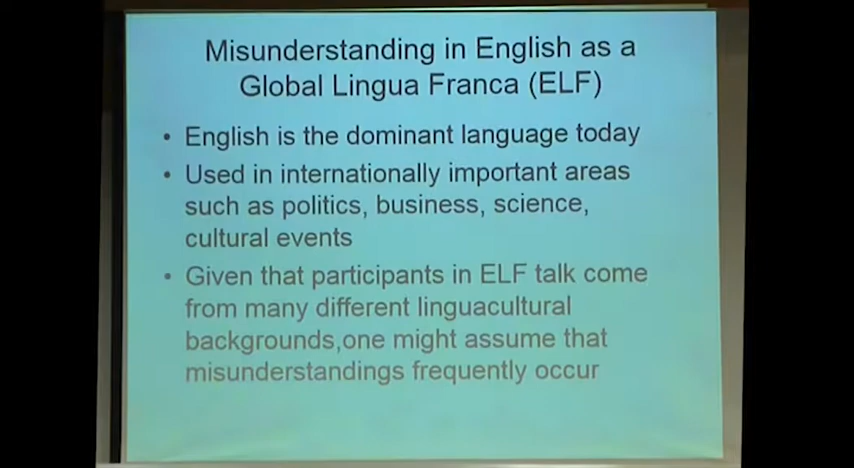 Misunderstanding in English as a
Global Lingua Franca (ELF)
• English is the dominant language today
• Used in internationally important areas
such as politics, business, science,
cultural events
• Given that participants in ELF talk come
from many different linguacultural
backgrounds,one might assume that
misunderstandings frequently occur